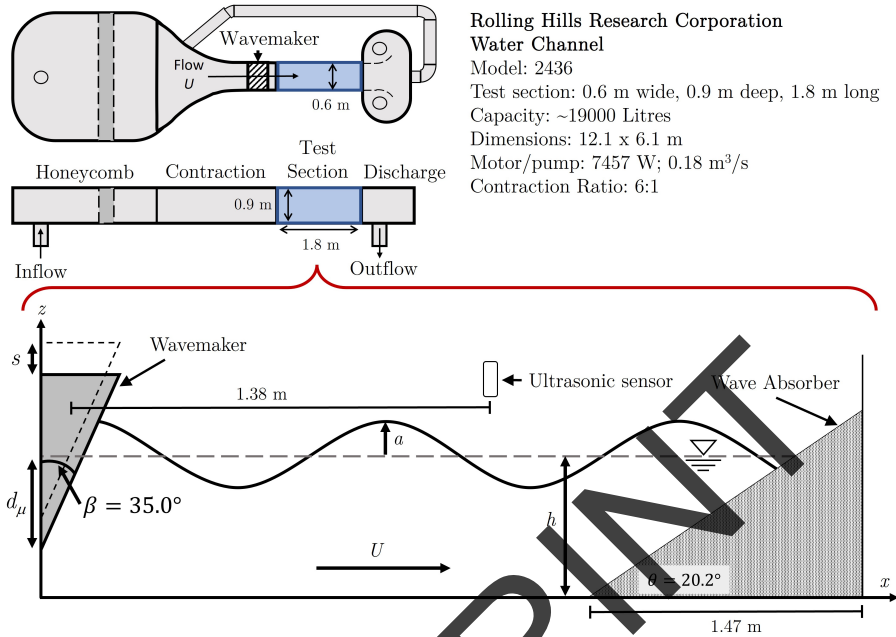 Rolling Hills Research Corporation
Water Channel
Model: 2436
Test section: 0.6 m wide, 0.9 m deep, 1.8 m long
Capacity: ~19000 Litres
Dimensions: 12.1 x 6.1 m
Motor/pump: 7457 W; 0.18 m³/s
Contraction Ratio: 6:1
Wavemaker
Flow
U
0.6 m
Honeycomb
Contraction
Test
Section
Discharge
0.9 m
1.8 m
Inflow
Outflow
z
s
Wavemaker
1.38 m
Ultrasonic sensor
Wave Absorber
a
dμ
β = 35.0°
h
U
θ = 20.2°
x
1.47 m
PRINT